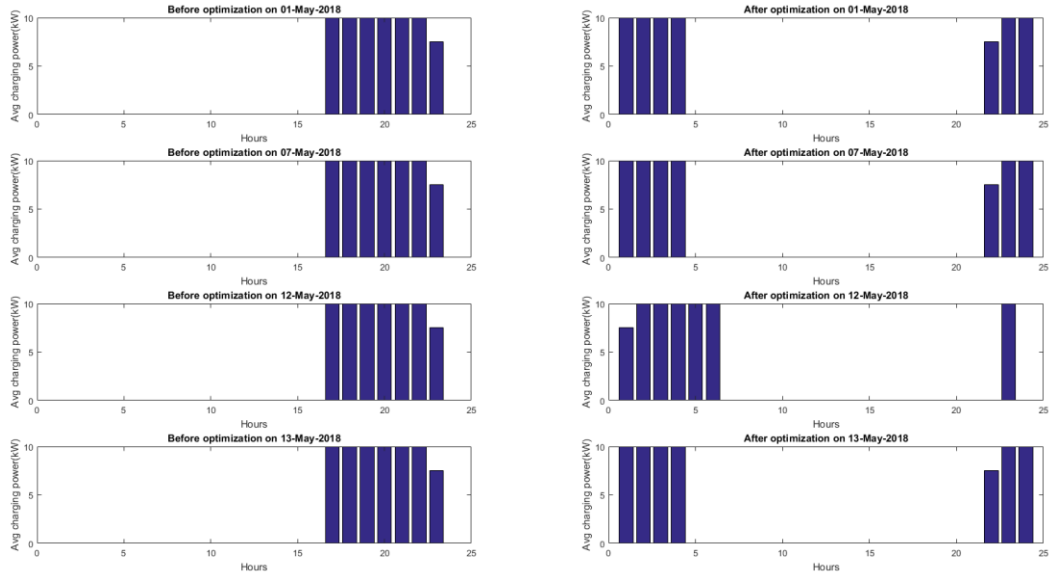 Before optimization on 01-May-2018
Avg charging power(kW)
10
5
0
0 5 10 15 20 25
Hours
After optimization on 01-May-2018
Avg charging power(kW)
10
5
0
0 5 10 15 20 25
Hours
Before optimization on 07-May-2018
Avg charging power(kW)
10
5
0
0 5 10 15 20 25
Hours
After optimization on 07-May-2018
Avg charging power(kW)
10
5
0
0 5 10 15 20 25
Hours
Before optimization on 12-May-2018
Avg charging power(kW)
10
5
0
0 5 10 15 20 25
Hours
After optimization on 12-May-2018
Avg charging power(kW)
10
5
0
0 5 10 15 20 25
Hours
Before optimization on 13-May-2018
Avg charging power(kW)
10
5
0
0 5 10 15 20 25
Hours
After optimization on 13-May-2018
Avg charging power(kW)
10
5
0
0 5 10 15 20 25
Hours